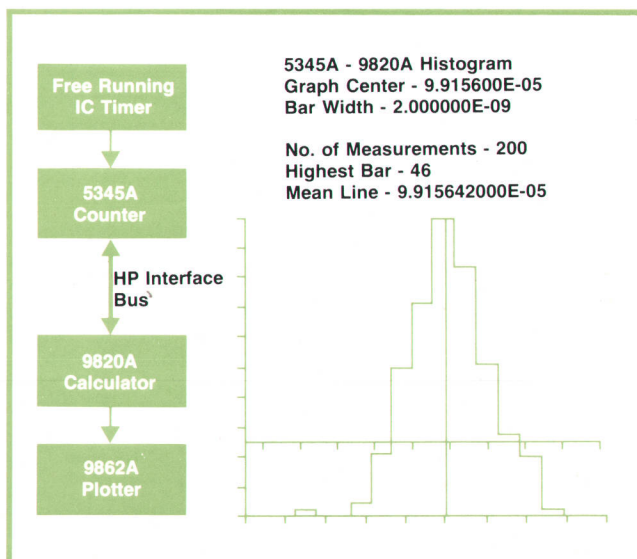 Free Running
IC Timer
5345A
Counter
HP Interface
Bus
9820A
Calculator
9862A
Plotter
5345A - 9820A Histogram
Graph Center - 9.915600E-05
Bar Width - 2.000000E-09
No. of Measurements - 200
Highest Bar - 46
Mean Line - 9.915642000E-05